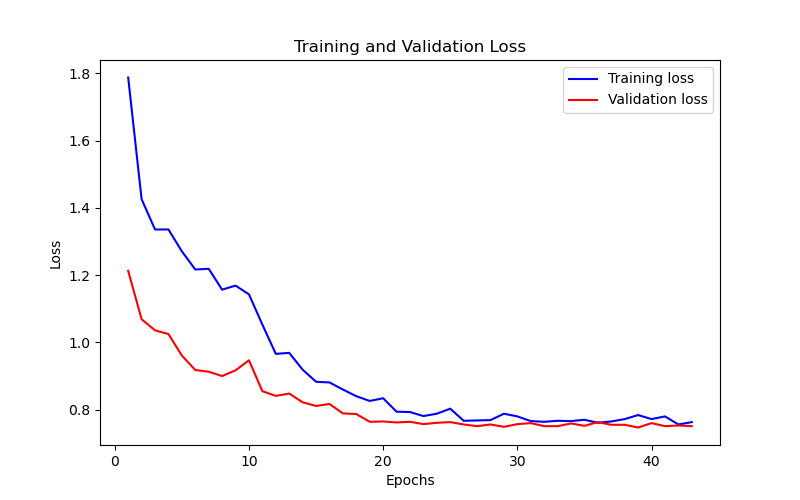 Training and Validation Loss
Training loss
Validation loss
1.8
1.6
1.4
1.2
1.0
0.8
Loss
0
10
20
30
40
Epochs